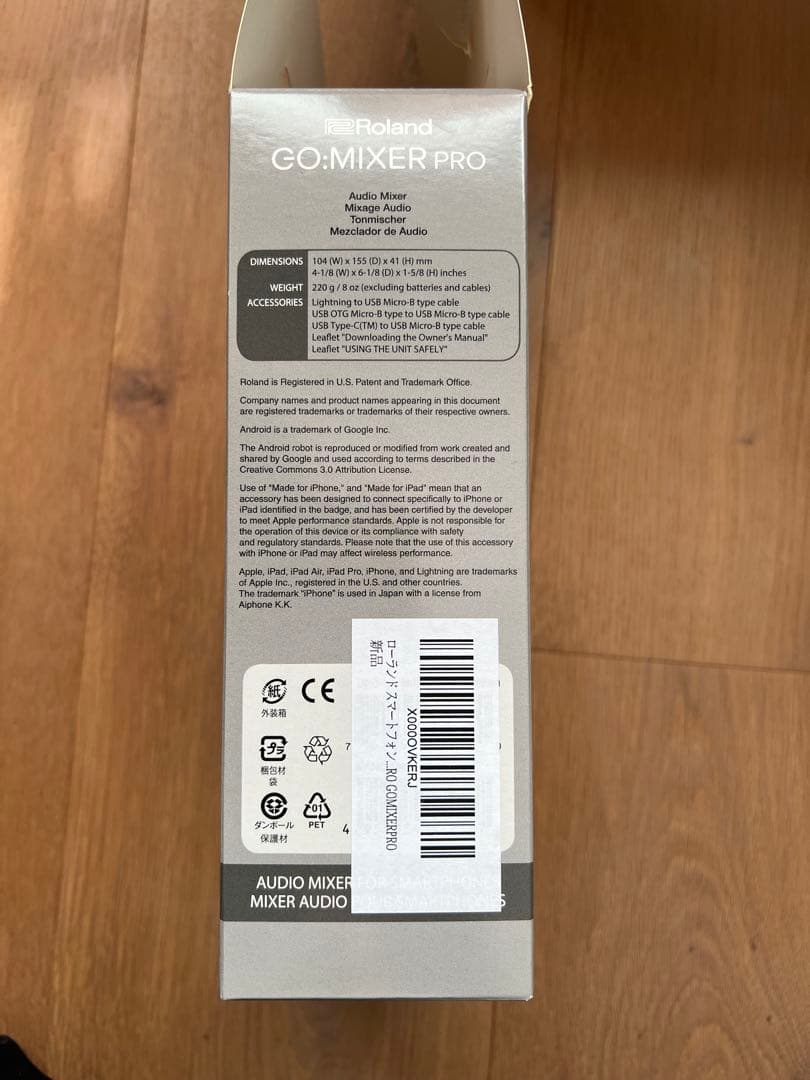 Roland
GO:MIXER PRO
Audio Mixer
Mixage Audio
Tonmischer
Mezclador de Audio
DIMENSIONS 104 (W) x 155 (D) x 41 (H) mm
4-1/8 (W) x 6-1/8 (D) x 1-5/8 (H) inches
WEIGHT 220 g / 8 oz (excluding batteries and cables)
ACCESSORIES Lightning to USB Micro-B type cable
USB OTG Micro-B type to USB Micro-B type cable
USB Type-C(TM) to USB Micro-B type cable
Leaflet "Downloading the Owner's Manual"
Leaflet "USING THE UNIT SAFELY"
Roland is Registered in U.S. Patent and Trademark Office.
Company names and product names appearing in this document
are registered trademarks or trademarks of their respective owners.
Android is a trademark of Google Inc.
The Android robot is reproduced or modified from work created and
shared by Google and used according to terms described in the
Creative Commons 3.0 Attribution License.
Use of "Made for iPhone," and "Made for iPad" mean that an
accessory has been designed to connect specifically to iPhone or
iPad identified in the badge, and has been certified by the developer
to meet Apple performance standards. Apple is not responsible for
the operation of this device or its compliance with safety
and regulatory standards. Please note that the use of this accessory
with iPhone or iPad may affect wireless performance.
Apple, iPad, iPad Air, iPad Pro, iPhone, and Lightning are trademarks
of Apple Inc., registered in the U.S. and other countries.
The trademark "iPhone" is used in Japan with a license from
Aiphone K.K.
紙 CE
外装箱
プラ 7
梱包材
袋
01
ダンボール PET 4
保護材
X000OVKERJ
ローランド スマートフォン...RO GOMIXERPRO
新品
AUDIO MIXER FOR SMARTPHONES
MIXER AUDIO POUR SMARTPHONES